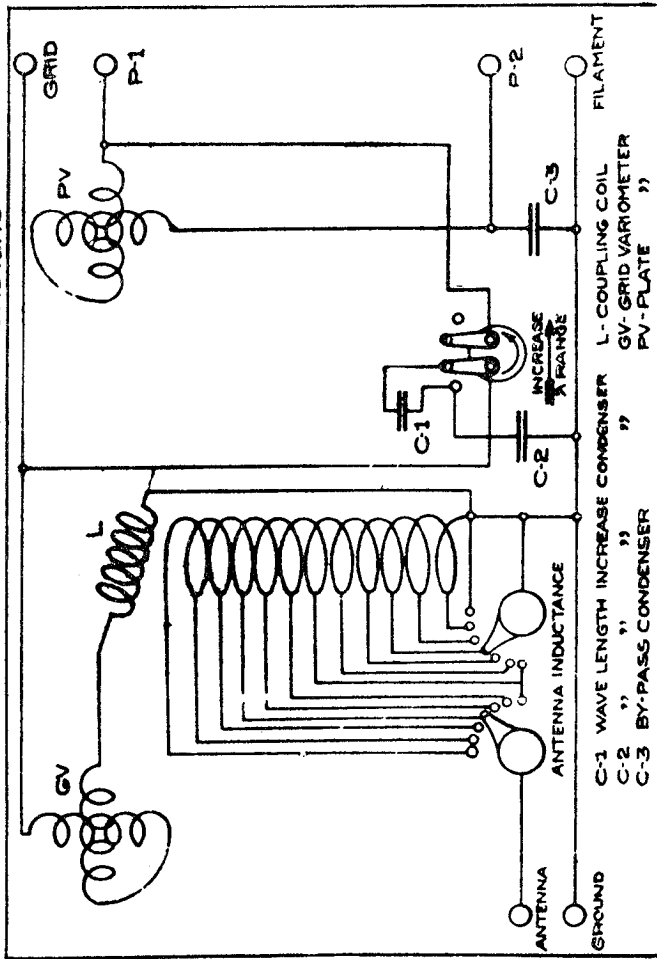 GRID
PV
P-1
GV
L
C-1
C-2
INCREASE
λ RANGE
C-3
P-2
ANTENNA INDUCTANCE
ANTENNA
GROUND
FILAMENT
C-1 WAVE LENGTH INCREASE CONDENSER
C-2 ,, ,, ,, ,,
C-3 BY-PASS CONDENSER
L - COUPLING COIL
GV - GRID VARIOMETER
PV - PLATE ,,